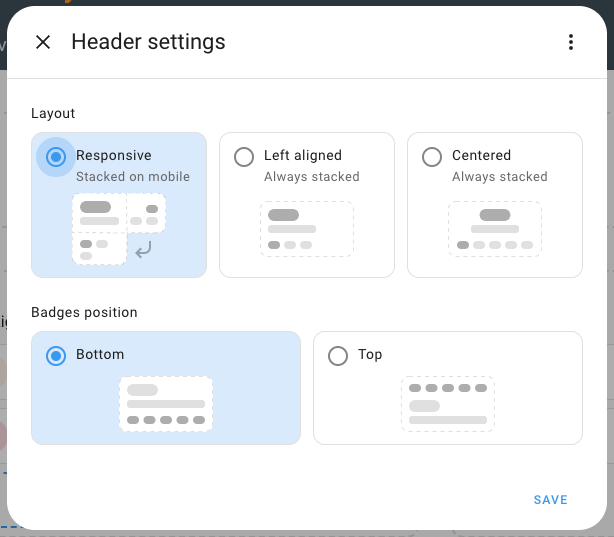 Header settings
Layout
Responsive
Stacked on mobile
Left aligned
Always stacked
Centered
Always stacked
Badges position
Bottom
Top
SAVE